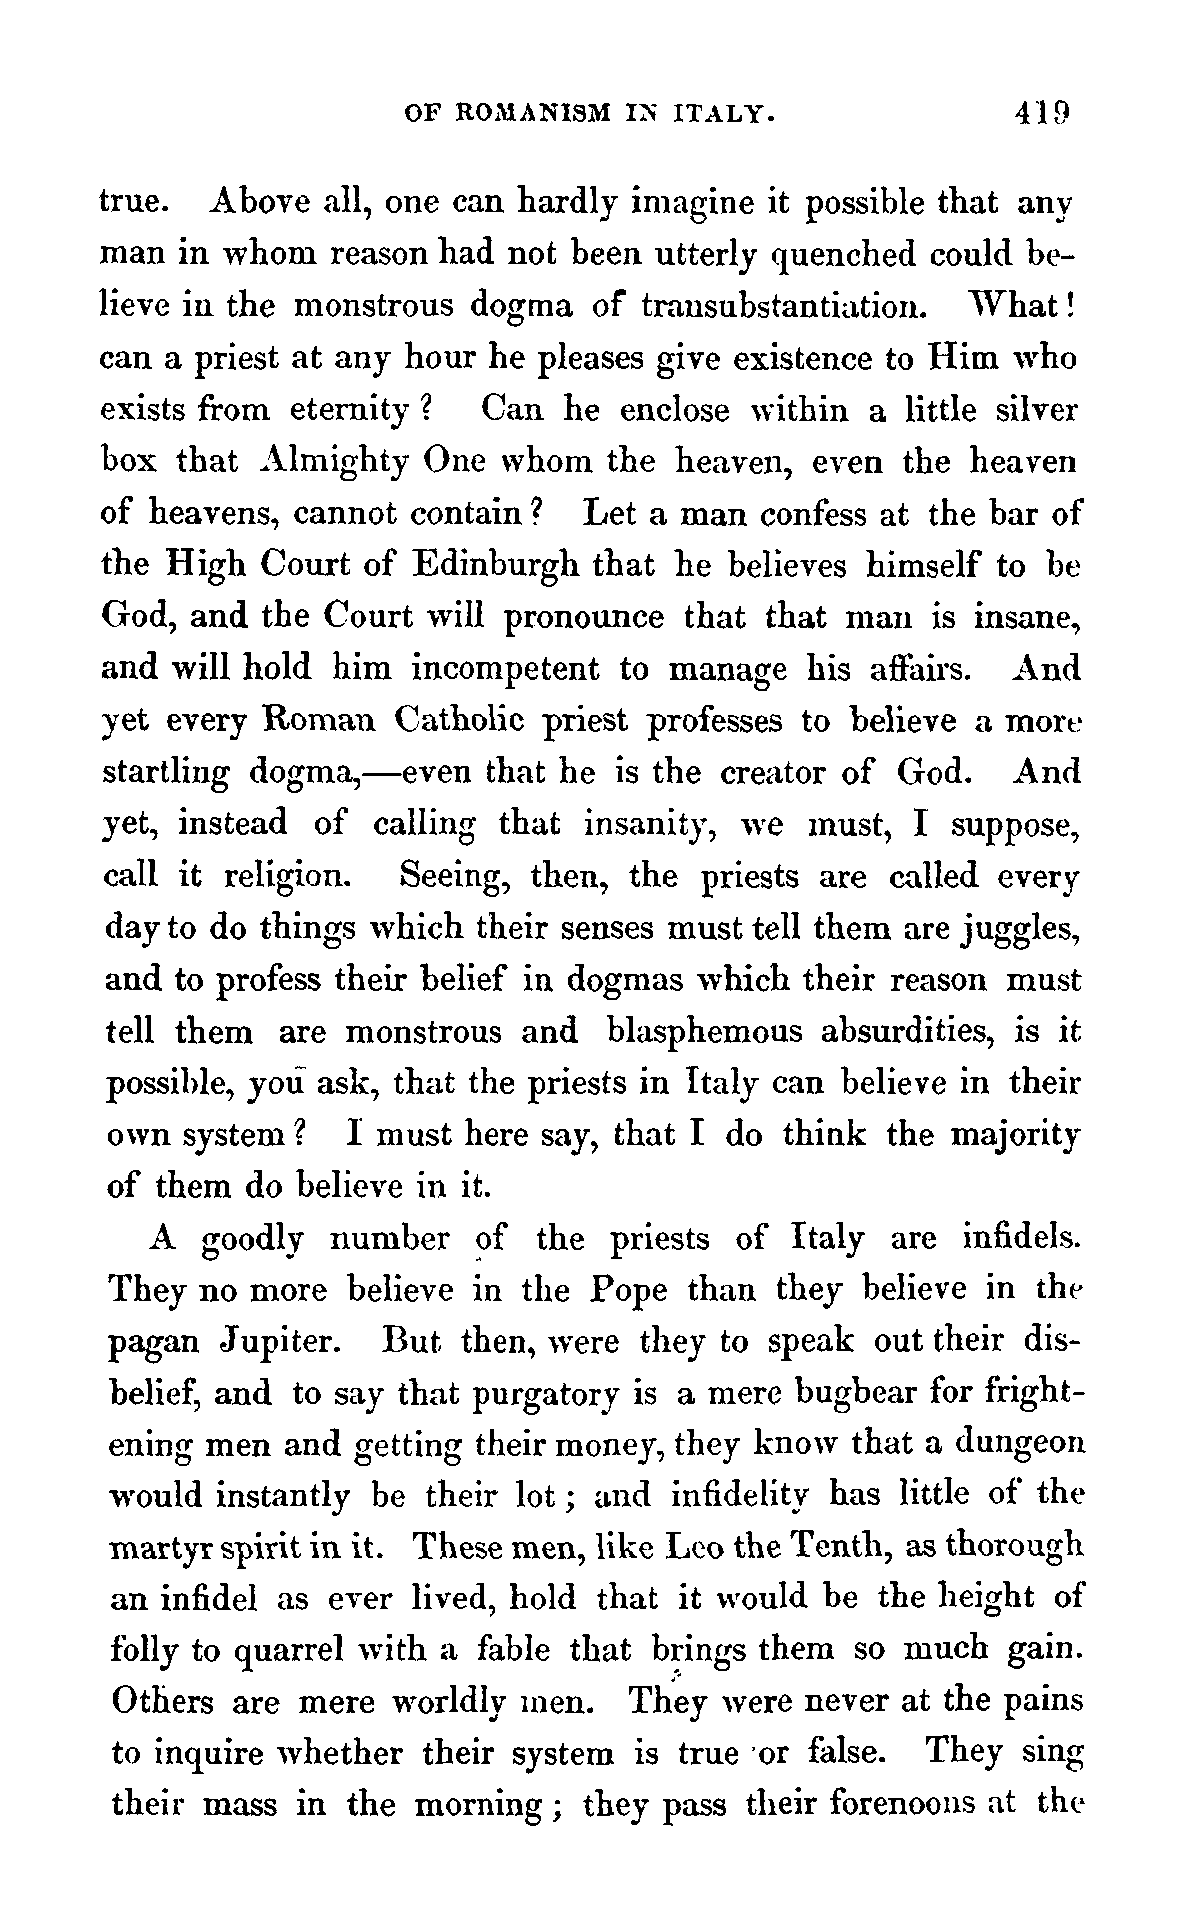 OF ROMANISM IN ITALY. 419
true. Above all, one can hardly imagine it possible that any
man in whom reason had not been utterly quenched could be-
lieve in the monstrous dogma of transubstantiation. What!
can a priest at any hour he pleases give existence to Him who
exists from eternity? Can he enclose within a little silver
box that Almighty One whom the heaven, even the heaven
of heavens, cannot contain? Let a man confess at the bar of
the High Court of Edinburgh that he believes himself to be
God, and the Court will pronounce that that man is insane,
and will hold him incompetent to manage his affairs. And
yet every Roman Catholic priest professes to believe a more
startling dogma,—even that he is the creator of God. And
yet, instead of calling that insanity, we must, I suppose,
call it religion. Seeing, then, the priests are called every
day to do things which their senses must tell them are juggles,
and to profess their belief in dogmas which their reason must
tell them are monstrous and blasphemous absurdities, is it
possible, you ask, that the priests in Italy can believe in their
own system? I must here say, that I do think the majority
of them do believe in it.
A goodly number of the priests of Italy are infidels.
They no more believe in the Pope than they believe in the
pagan Jupiter. But then, were they to speak out their dis-
belief, and to say that purgatory is a mere bugbear for fright-
ening men and getting their money, they know that a dungeon
would instantly be their lot; and infidelity has little of the
martyr spirit in it. These men, like Leo the Tenth, as thorough
an infidel as ever lived, hold that it would be the height of
folly to quarrel with a fable that brings them so much gain.
Others are mere worldly men. They were never at the pains
to inquire whether their system is true or false. They sing
their mass in the morning; they pass their forenoons at the